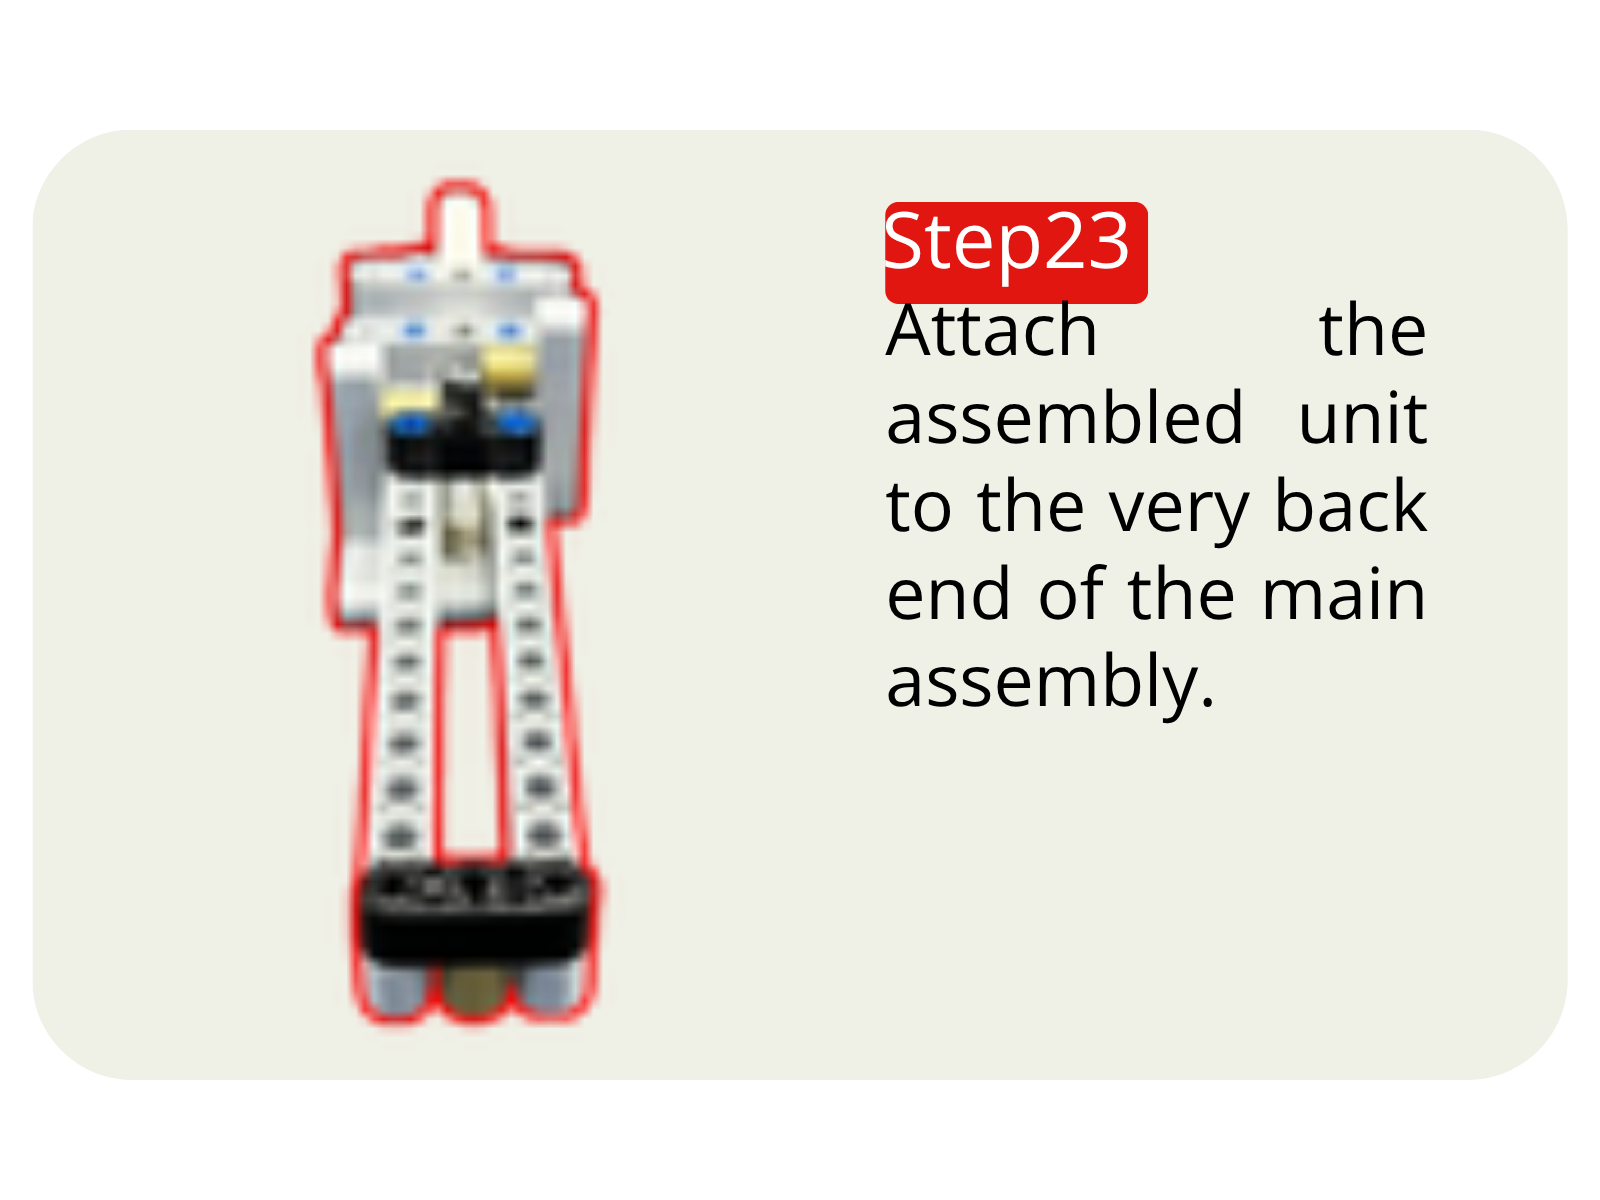 Step23
Attach the
assembled unit
to the very back
end of the main
assembly.